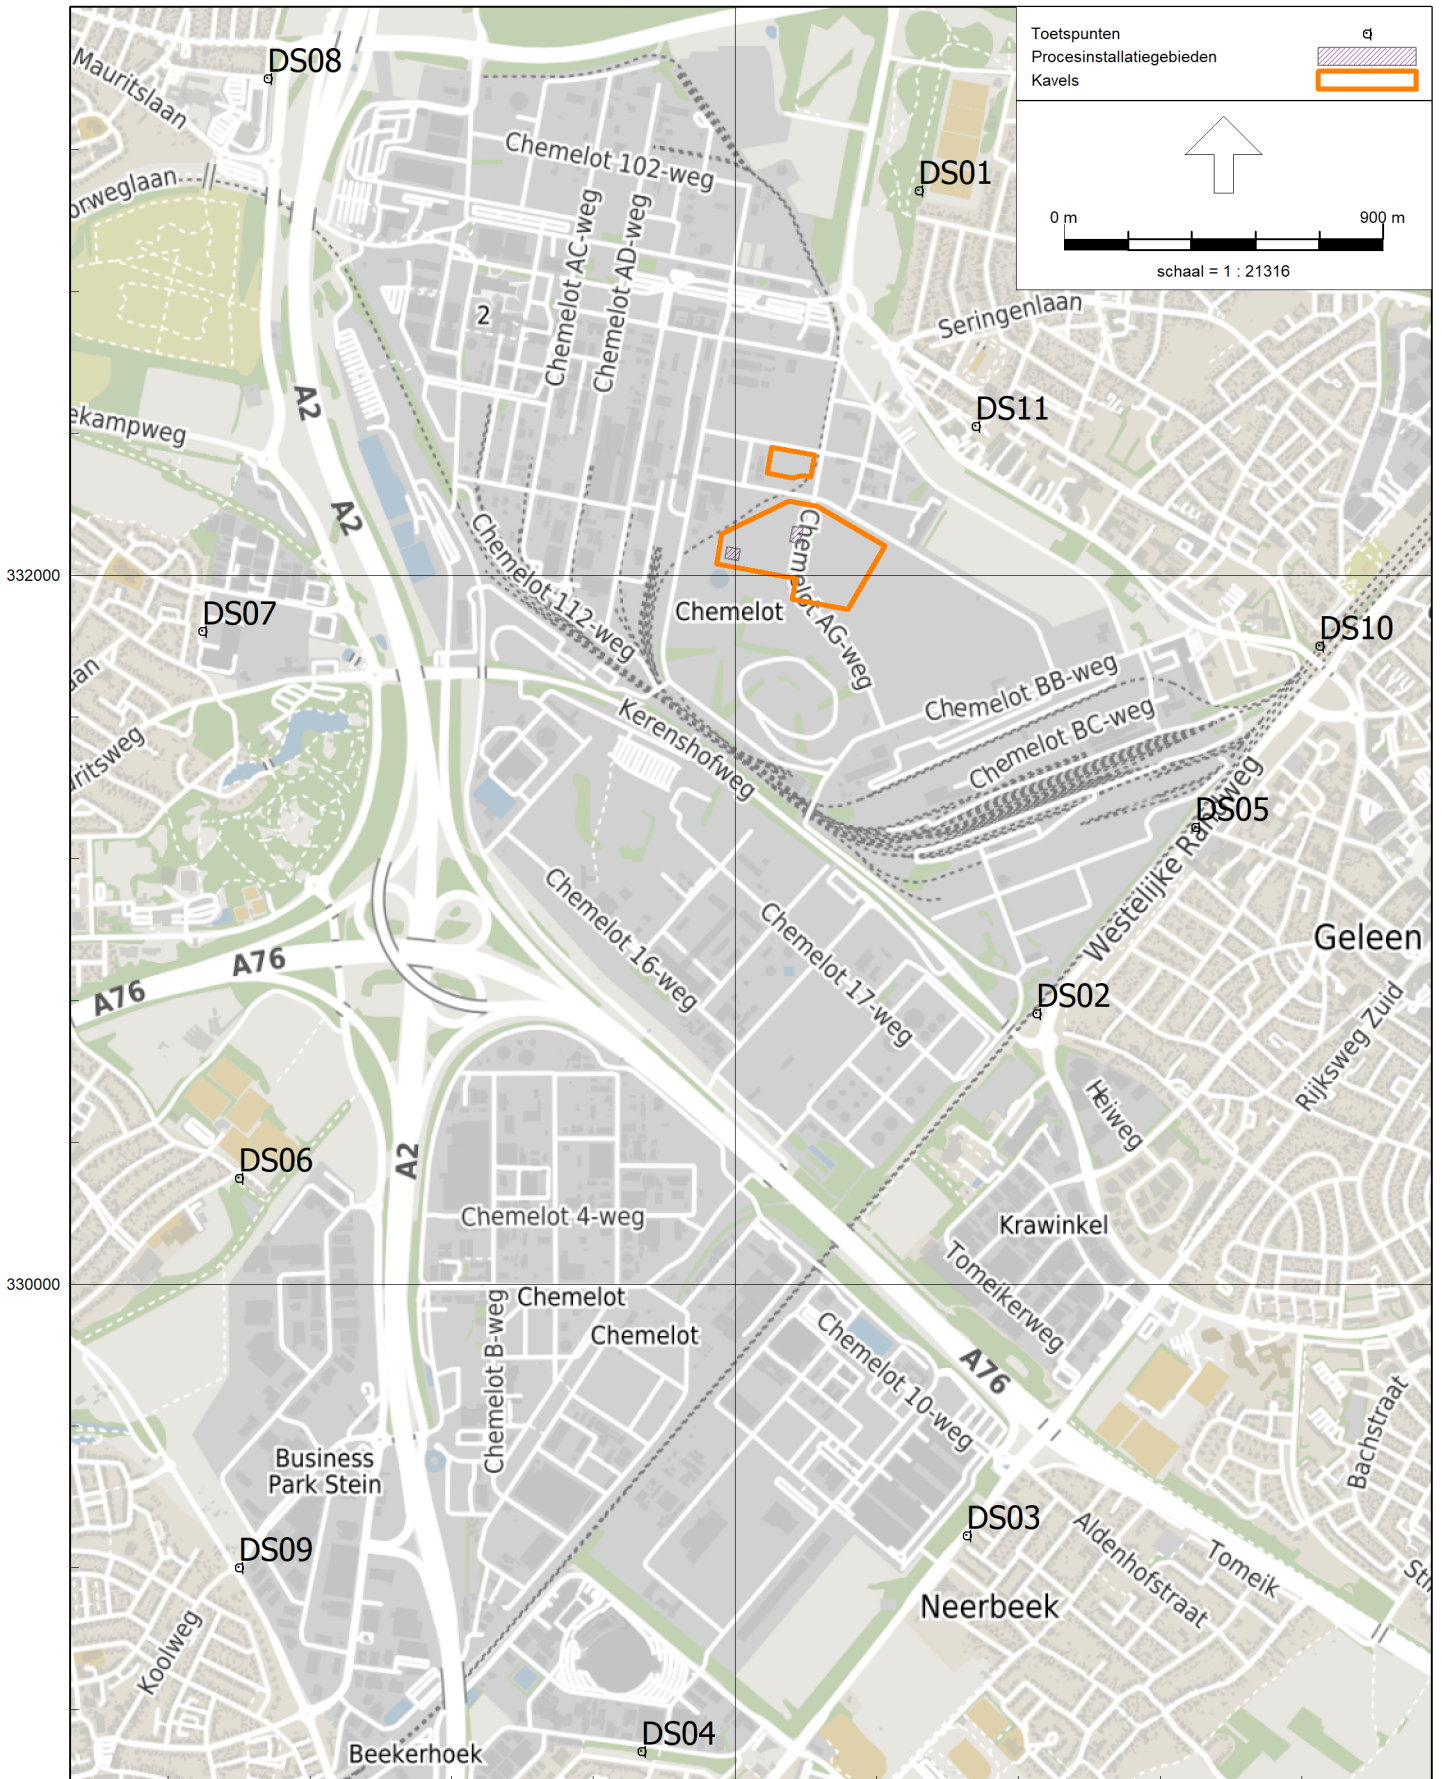 Toetspunten
Procesinstallatiegebieden
Kavels
0 m
900 m
schaal = 1 : 21316
DS08
Mauritslaan
DS01
Chemelot 102-weg
orweglaan
Chemelot AC-weg
Chemelot AD-weg
2
Seringenlaan
A2
ekampweg
DS11
A2
Chemelot 112-weg
Chemelot AG-weg
332000
Chemelot
DS07
DS10
aan
Chemelot BB-weg
Chemelot BC-weg
Kerenshofweg
uritsweg
DS05
Westelijke Randweg
Chemelot 16-weg
Chemelot 17-weg
Geleen
A76
A76
DS02
Rijksweg Zuid
Heiweg
A2
DS06
Chemelot 4-weg
Krawinkel
Tomeikerweg
330000
Chemelot
Chemelot
Chemelot B-weg
Chemelot 10-weg
A76
Bachstraat
Business
Park Stein
DS03
Aldenhofstraat
Tomeik
DS09
Neerbeek
Koolweg
DS04
Beekerhoek